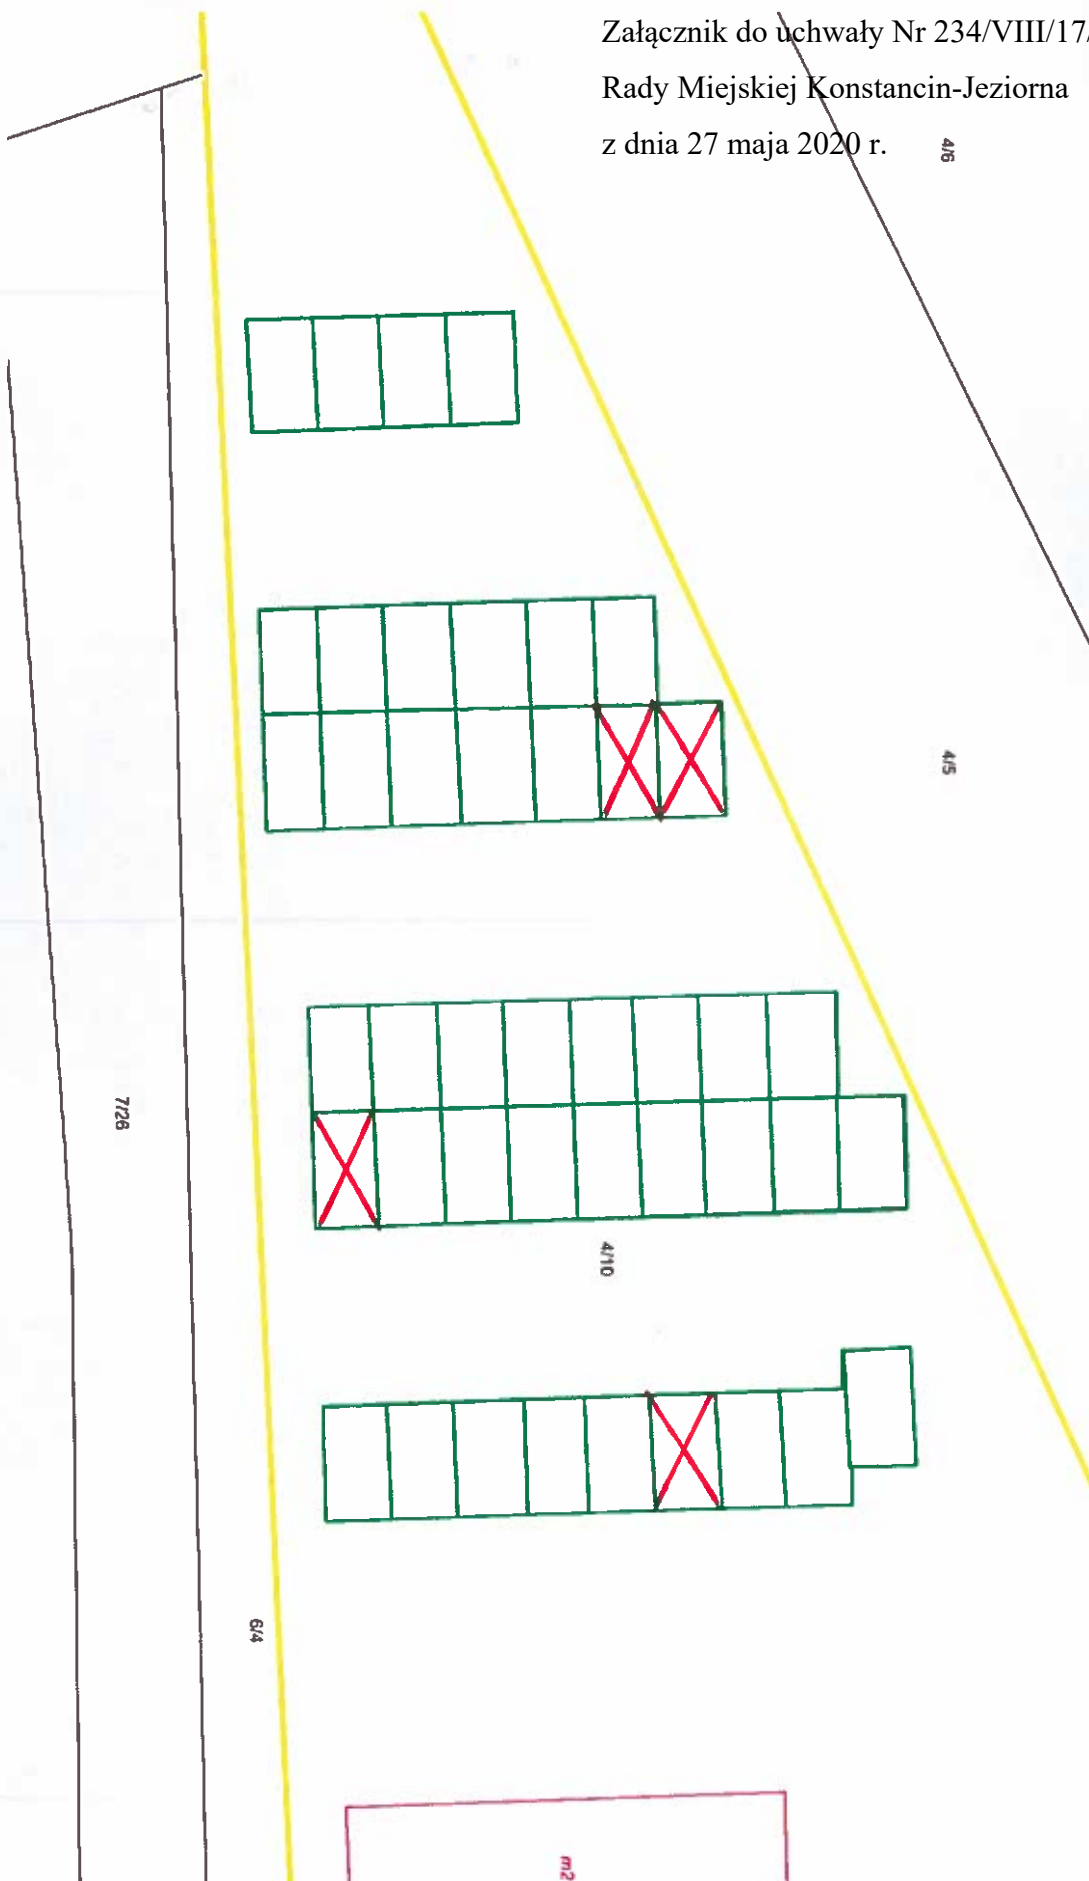 Załącznik do uchwały Nr 234/VIII/17/
Rady Miejskiej Konstancin-Jeziorna
z dnia 27 maja 2020 r.
4/6
4/5
7/26
4/10
6/4
m2